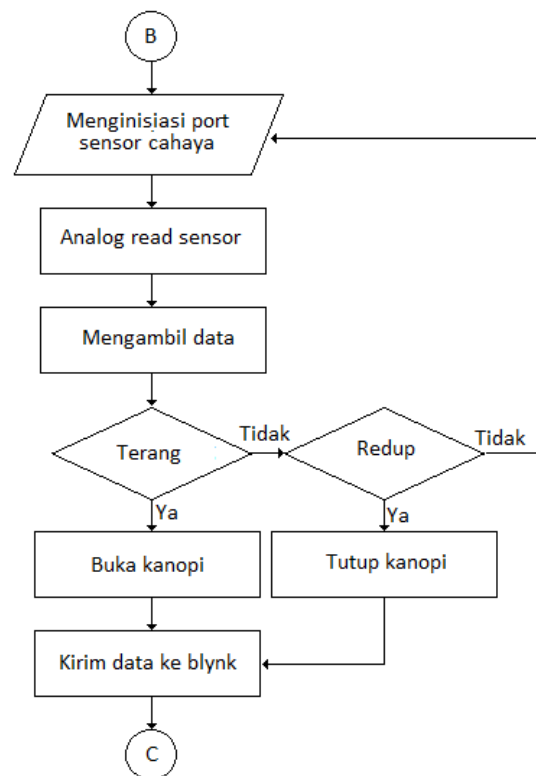 B
Menginisiasi port
sensor cahaya
Analog read sensor
Mengambil data
Terang
Tidak
Redup
Tidak
Ya
Ya
Buka kanopi
Tutup kanopi
Kirim data ke blynk
C